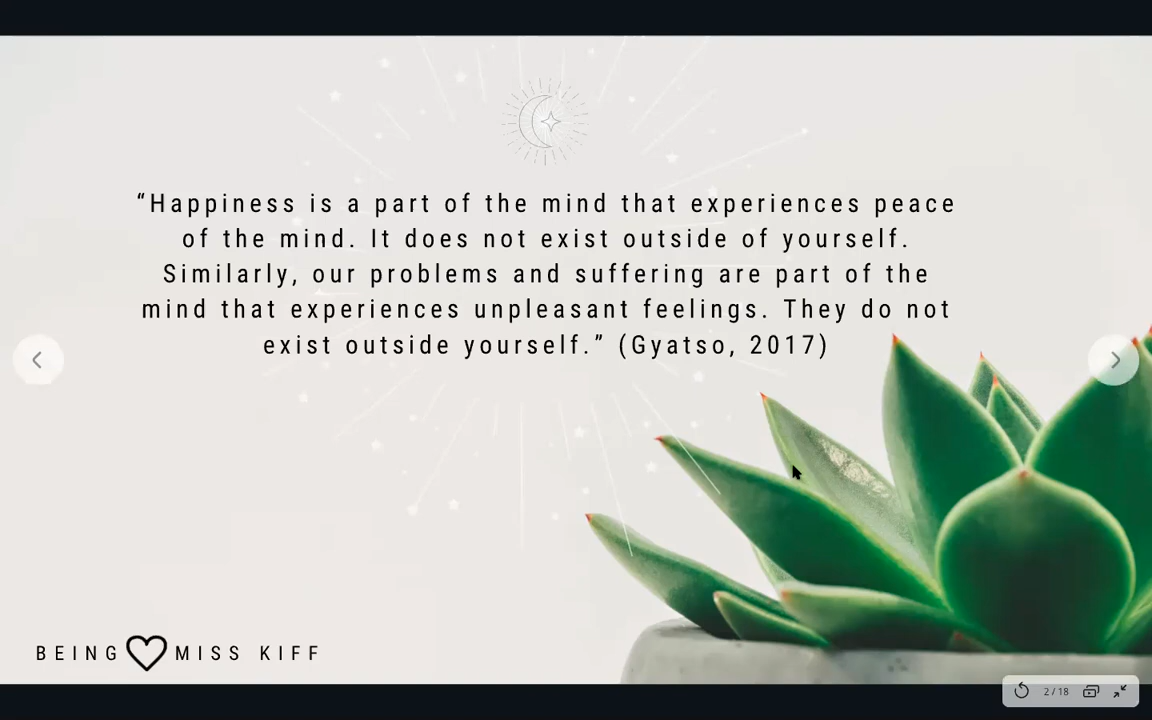 “Happiness is a part of the mind that experiences peace
of the mind. It does not exist outside of yourself.
Similarly, our problems and suffering are part of the
mind that experiences unpleasant feelings. They do not
exist outside yourself.” (Gyatso, 2017)
BEING MISS KIFF
2 / 18